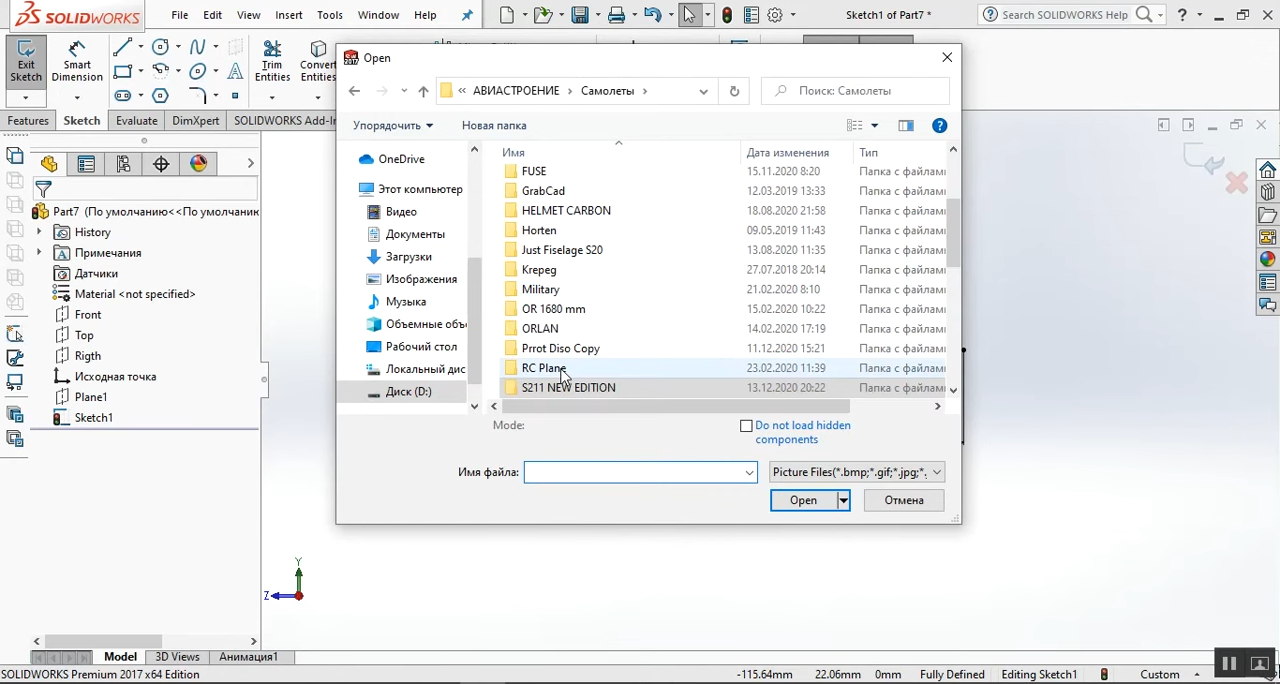 SOLIDWORKS
File Edit View Insert Tools Window Help
Sketch1 of Part7 *
Search SOLIDWORKS Help
Exit Sketch
Smart Dimension
Trim Entities
Convert Entities
Features Sketch Evaluate DimXpert SOLIDWORKS Add-In
Part7 (По умолчанию<<По умолчанию
History
Примечания
Датчики
Material <not specified>
Front
Top
Rigth
Исходная точка
Plane1
Sketch1
Open
« АВИАСТРОЕНИЕ › Самолеты ›
Поиск: Самолеты
Упорядочить
Новая папка
OneDrive
Этот компьютер
Видео
Документы
Загрузки
Изображения
Музыка
Объемные объ
Рабочий стол
Локальный дис
Диск (D:)
Имя Дата изменения Тип
FUSE 15.11.2020 8:20 Папка с файлами
GrabCad 12.03.2019 13:33 Папка с файлами
HELMET CARBON 18.08.2020 21:58 Папка с файлами
Horten 09.05.2019 11:43 Папка с файлами
Just Fiselage S20 13.08.2020 11:35 Папка с файлами
Krepeg 27.07.2018 20:14 Папка с файлами
Military 21.02.2020 8:10 Папка с файлами
OR 1680 mm 15.02.2020 10:22 Папка с файлами
ORLAN 14.02.2020 17:19 Папка с файлами
Prrot Diso Copy 11.12.2020 15:21 Папка с файлами
RC Plane 23.02.2020 11:39 Папка с файлами
S211 NEW EDITION 13.12.2020 20:22 Папка с файлами
Mode:
Do not load hidden
components
Имя файла:
Picture Files(*.bmp;*.gif;*.jpg;*.
Open
Отмена
Y
Z
Model 3D Views Анимация1
SOLIDWORKS Premium 2017 x64 Edition
-115.64mm 22.06mm 0mm Fully Defined Editing Sketch1 Custom